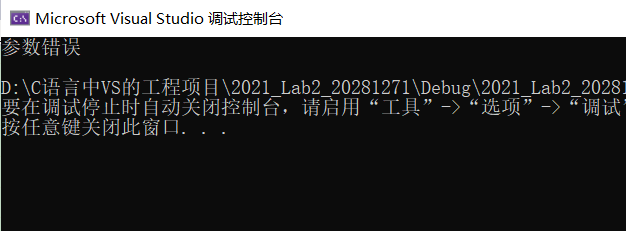 Microsoft Visual Studio 调试控制台
参数错误
D:\C语言中VS的工程项目\2021_Lab2_20281271\Debug\2021_Lab2_2028
要在调试停止时自动关闭控制台，请启用“工具”->“选项”->“调试”
按任意键关闭此窗口. . .